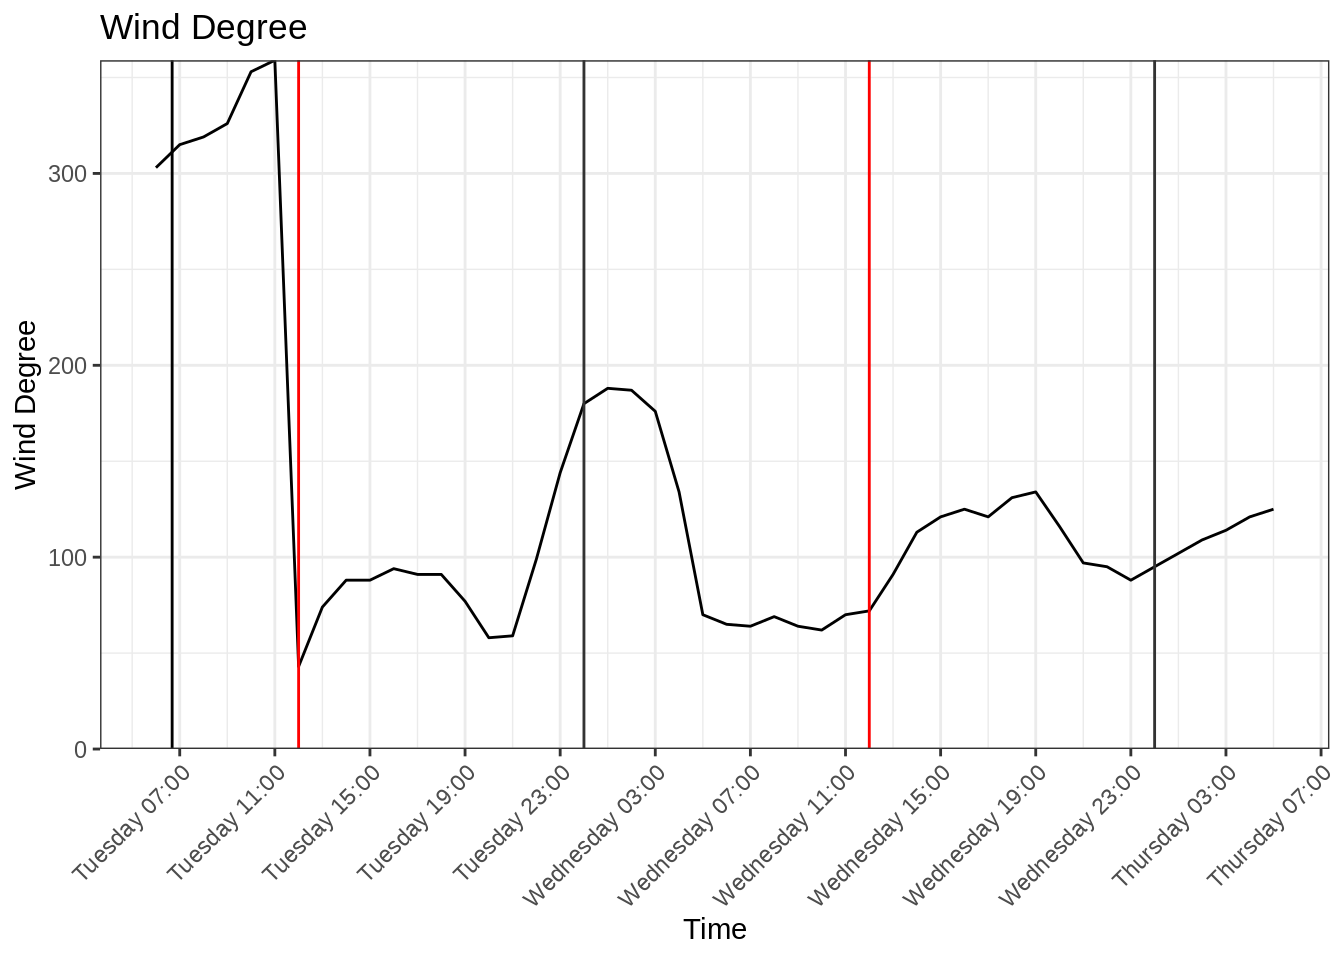 Wind Degree
Wind Degree
300
200
100
0
Tuesday 07:00
Tuesday 11:00
Tuesday 15:00
Tuesday 19:00
Tuesday 23:00
Wednesday 03:00
Wednesday 07:00
Wednesday 11:00
Wednesday 15:00
Wednesday 19:00
Wednesday 23:00
Thursday 03:00
Thursday 07:00
Time